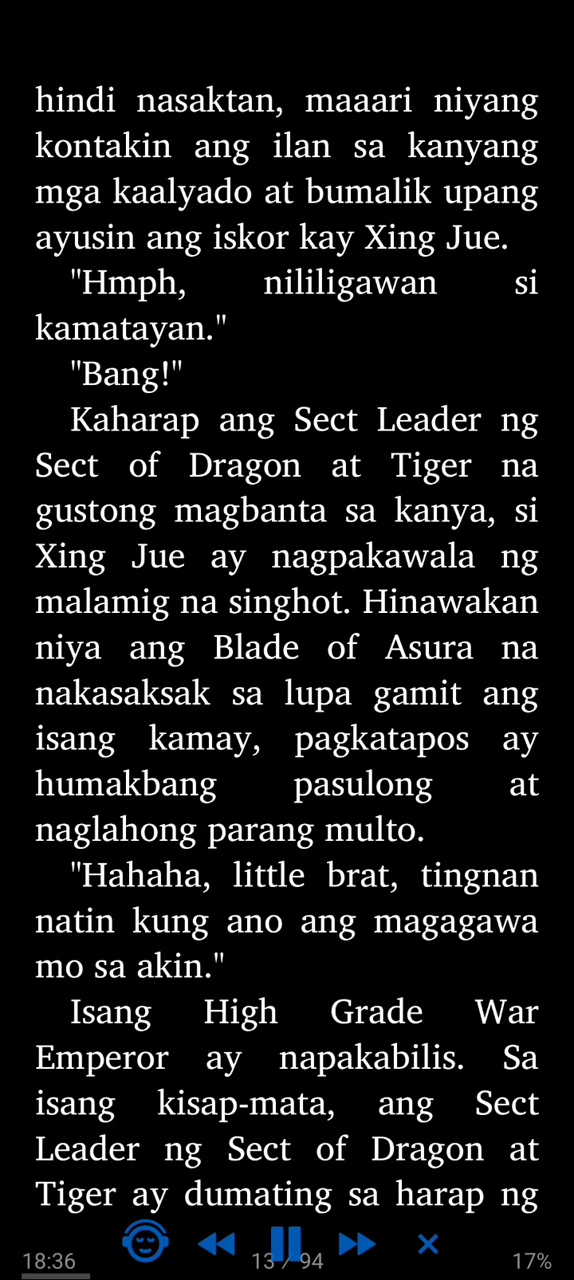 hindi nasaktan, maaari niyang
kontakin ang ilan sa kanyang
mga kaalyado at bumalik upang
ayusin ang iskor kay Xing Jue.
"Hmph, nililigawan si
kamatayan."
"Bang!"
Kaharap ang Sect Leader ng
Sect of Dragon at Tiger na
gustong magbanta sa kanya, si
Xing Jue ay nagpakawala ng
malamig na singhot. Hinawakan
niya ang Blade of Asura na
nakasaksak sa lupa gamit ang
isang kamay, pagkatapos ay
humakbang pasulong at
naglahong parang multo.
"Hahaha, little brat, tingnan
natin kung ano ang magagawa
mo sa akin."
Isang High Grade War
Emperor ay napakabilis. Sa
isang kisap-mata, ang Sect
Leader ng Sect of Dragon at
Tiger ay dumating sa harap ng
18:36 13 / 94 17%